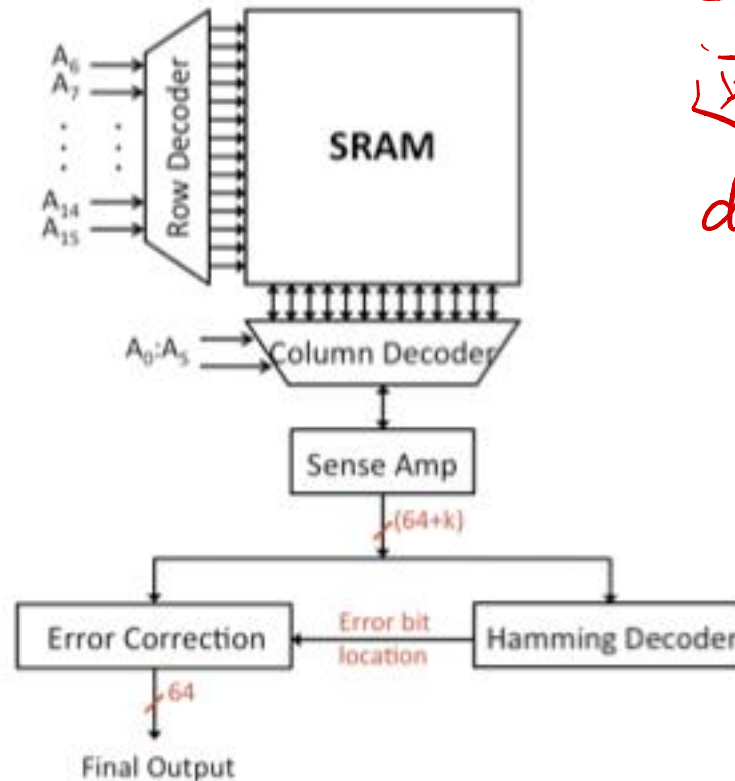 A₆
A₇
A₁₄
A₁₅
Row Decoder
SRAM
A₀:A₅
Column Decoder
Sense Amp
(64+k)
Error Correction
Error bit
location
Hamming Decoder
64
Final Output